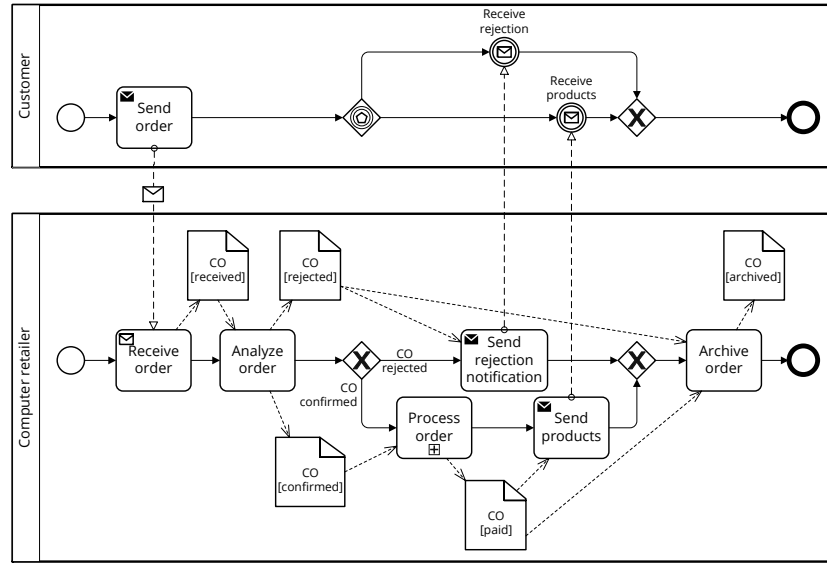 Customer
Receive
rejection
Send
order
Receive
products
Computer retailer
CO
[received]
CO
[rejected]
CO
[archived]
Receive
order
Analyze
order
CO
rejected
Send
rejection
notification
Archive
order
CO
confirmed
Process
order
Send
products
CO
[confirmed]
CO
[paid]